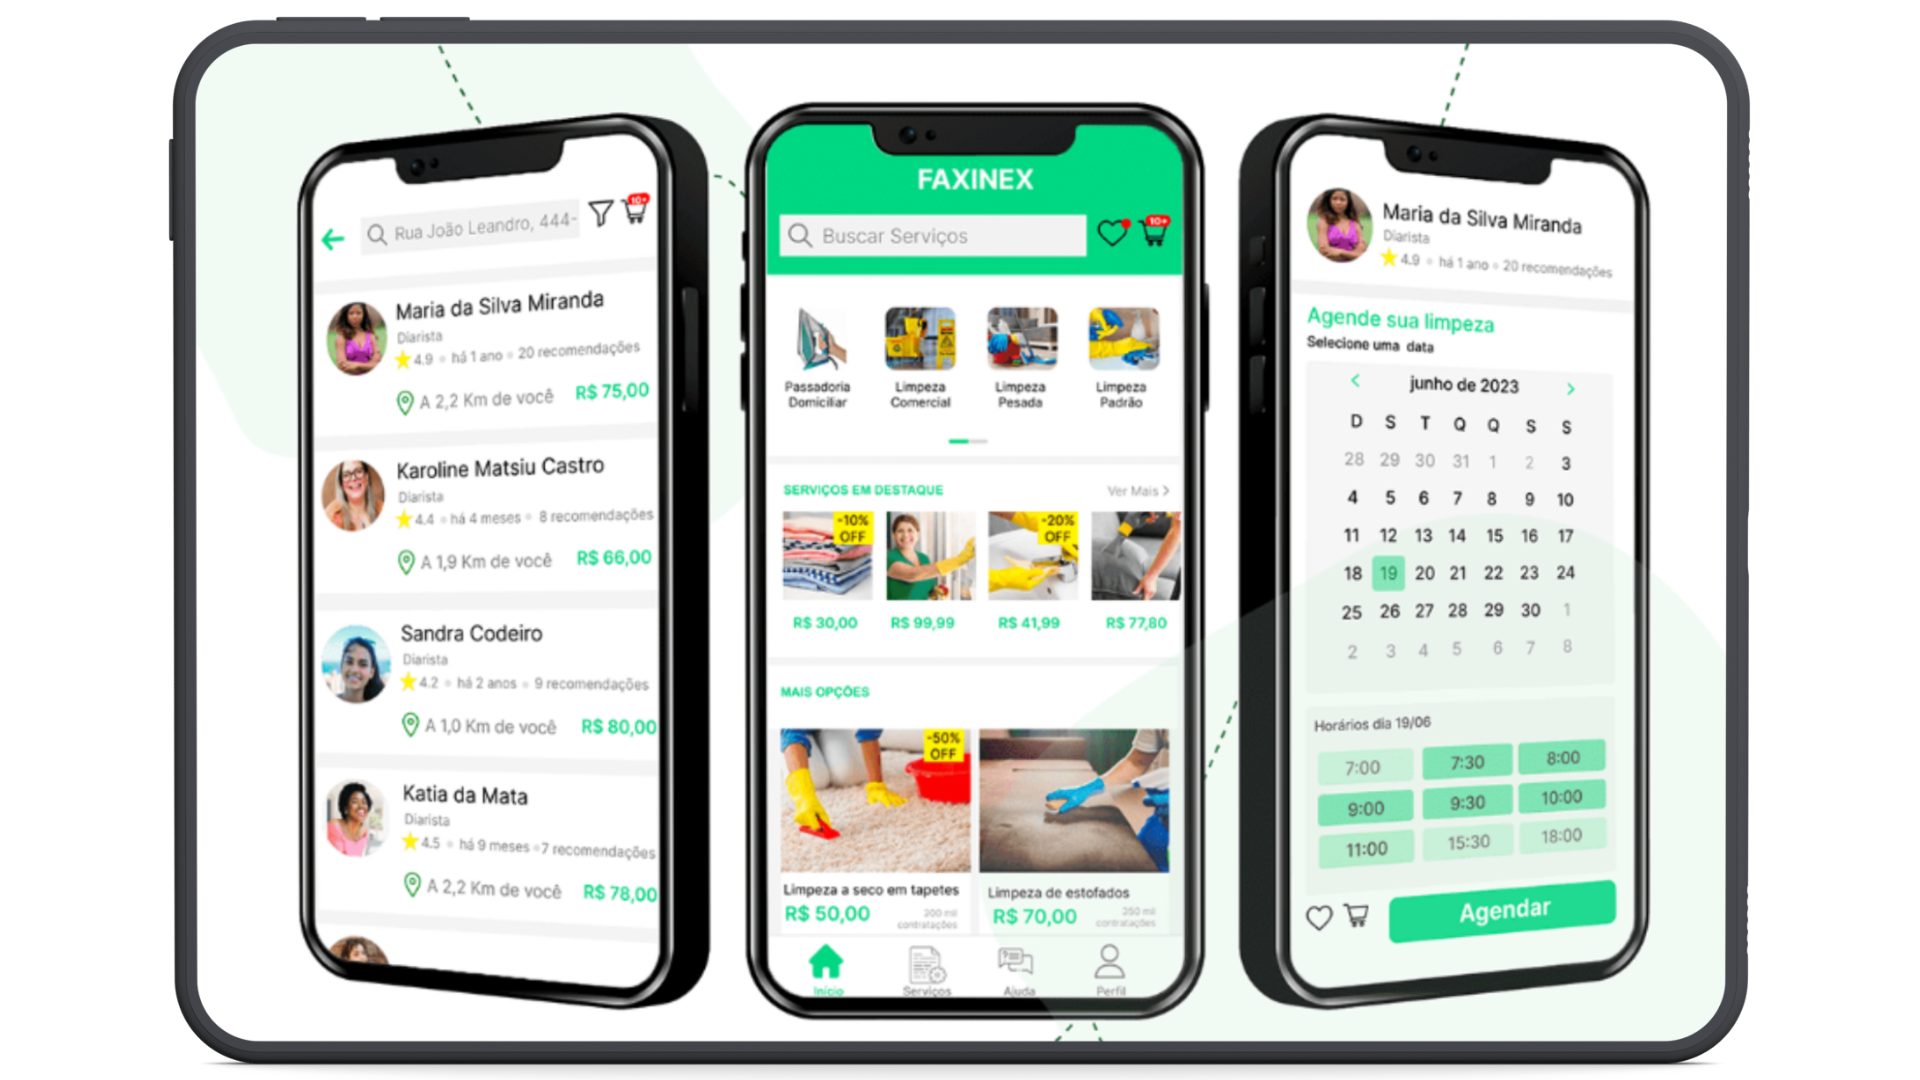 10+
Rua João Leandro, 444-
Maria da Silva Miranda
Diarista
4.9 há 1 ano 20 recomendações
A 2,2 Km de você R$ 75,00
Karoline Matsiu Castro
Diarista
4.4 há 4 meses 8 recomendações
A 1,9 Km de você R$ 66,00
Sandra Codeiro
Diarista
4.2 há 2 anos 9 recomendações
A 1,0 Km de você R$ 80,00
Katia da Mata
Diarista
4.5 há 9 meses 7 recomendações
A 2,2 Km de você R$ 78,00
FAXINEX
Buscar Serviços 10+
Passadoria Limpeza Limpeza Limpeza
Domiciliar Comercial Pesada Padrão
SERVIÇOS EM DESTAQUE Ver Mais >
-10% -20%
OFF OFF
R$ 30,00 R$ 99,99 R$ 41,99 R$ 77,80
MAIS OPÇÕES
-50%
OFF
Limpeza a seco em tapetes Limpeza de estofados
R$ 50,00 200 mil R$ 70,00 250 mil
contratações contratações
Início Serviços Ajuda Perfil
Maria da Silva Miranda
Diarista
4.9 há 1 ano 20 recomendações
Agende sua limpeza
Selecione uma data
< junho de 2023 >
D S T Q Q S S
28 29 30 31 1 2 3
4 5 6 7 8 9 10
11 12 13 14 15 16 17
18 19 20 21 22 23 24
25 26 27 28 29 30 1
2 3 4 5 6 7 8
Horários dia 19/06
7:00 7:30 8:00
9:00 9:30 10:00
11:00 15:30 18:00
Agendar